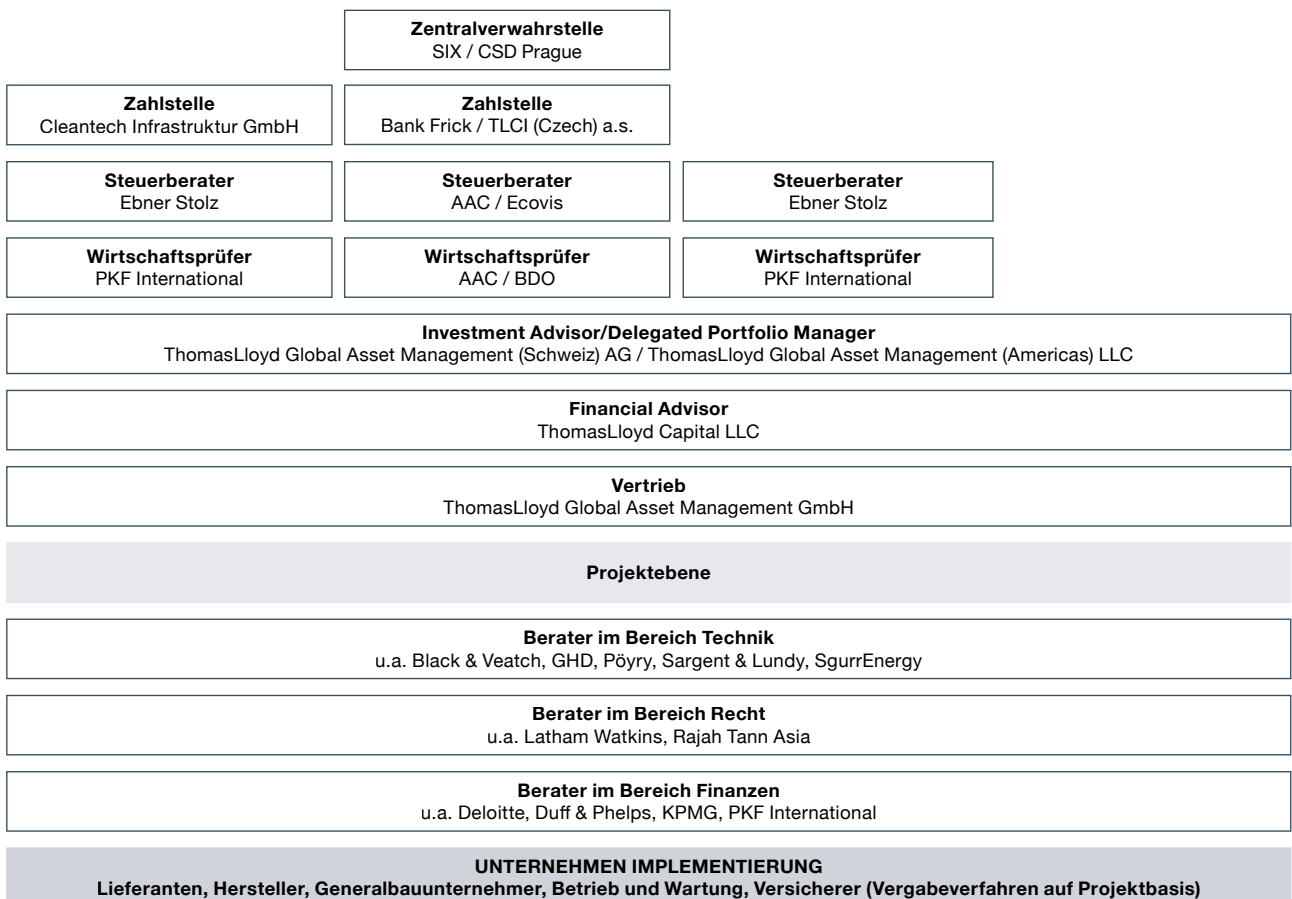 Zentralverwahrstelle
SIX / CSD Prague
Zahlstelle
Cleantech Infrastruktur GmbH
Zahlstelle
Bank Frick / TLCI (Czech) a.s.
Steuerberater
Ebner Stolz
Steuerberater
AAC / Ecovis
Steuerberater
Ebner Stolz
Wirtschaftsprüfer
PKF International
Wirtschaftsprüfer
AAC / BDO
Wirtschaftsprüfer
PKF International
Investment Advisor/Delegated Portfolio Manager
ThomasLloyd Global Asset Management (Schweiz) AG / ThomasLloyd Global Asset Management (Americas) LLC
Financial Advisor
ThomasLloyd Capital LLC
Vertrieb
ThomasLloyd Global Asset Management GmbH
Projektebene
Berater im Bereich Technik
u.a. Black & Veatch, GHD, Pöyry, Sargent & Lundy, SgurrEnergy
Berater im Bereich Recht
u.a. Latham Watkins, Rajah Tann Asia
Berater im Bereich Finanzen
u.a. Deloitte, Duff & Phelps, KPMG, PKF International
UNTERNEHMEN IMPLEMENTIERUNG
Lieferanten, Hersteller, Generalbauunternehmer, Betrieb und Wartung, Versicherer (Vergabeverfahren auf Projektbasis)